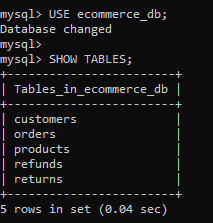 mysql> USE ecommerce_db;
Database changed
mysql>
mysql> SHOW TABLES;
+------------------------+
| Tables_in_ecommerce_db |
+------------------------+
| customers              |
| orders                 |
| products               |
| refunds                |
| returns                |
+------------------------+
5 rows in set (0.04 sec)